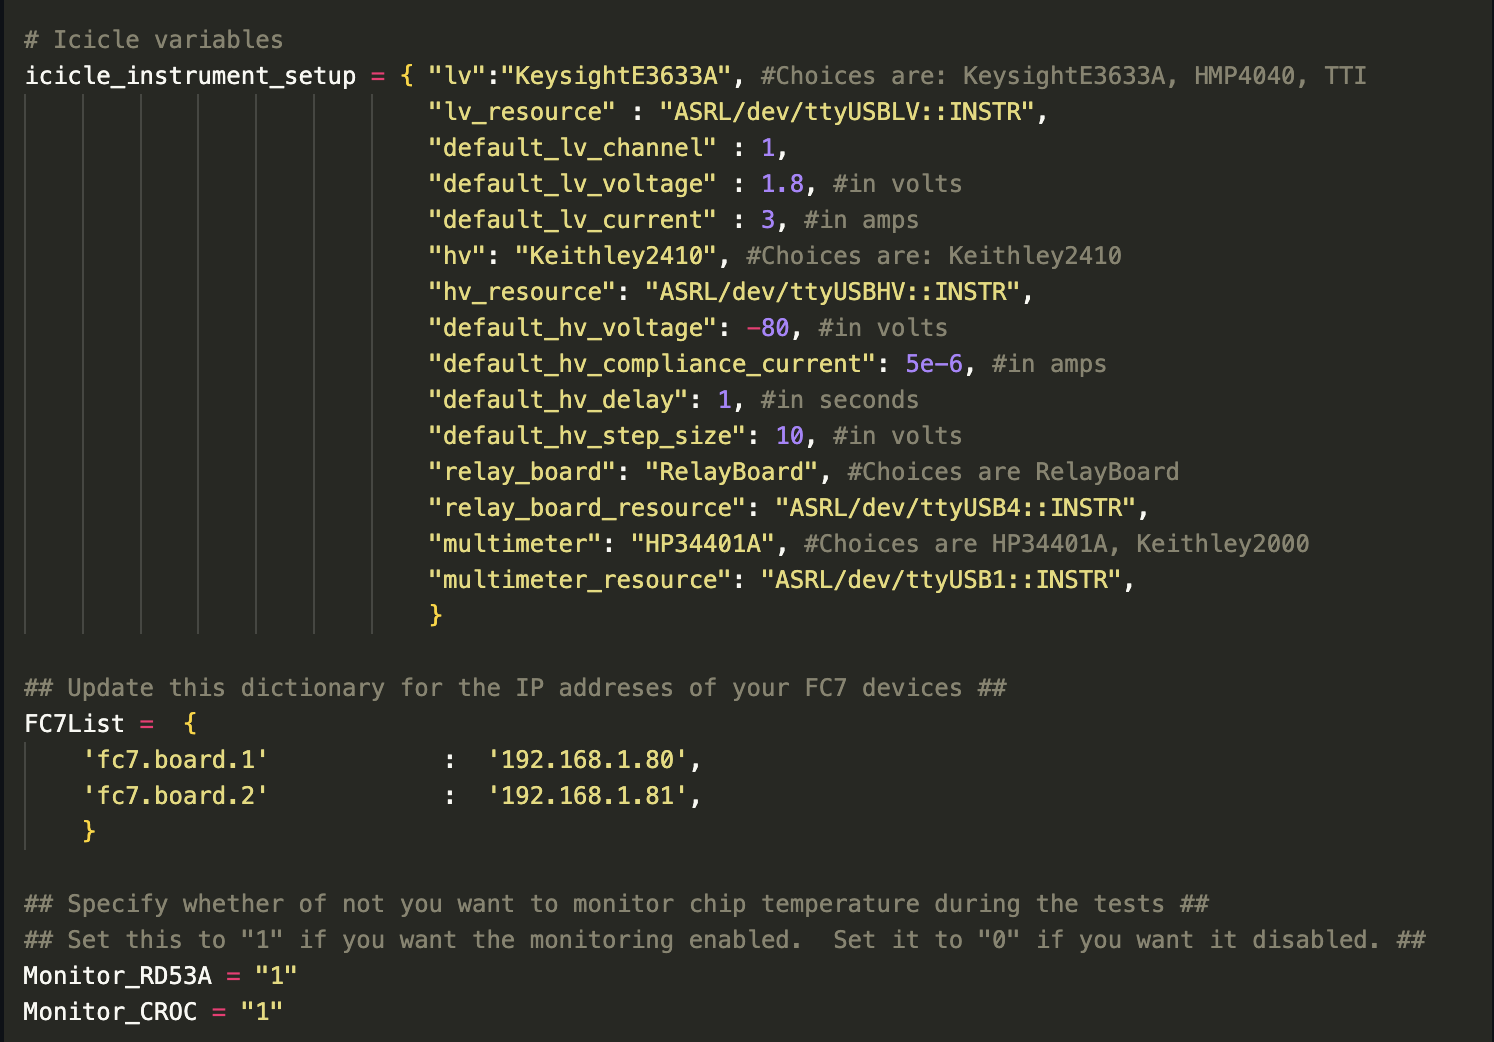 # Icicle variables
icicle_instrument_setup = { "lv":"KeysightE3633A", #Choices are: KeysightE3633A, HMP4040, TTI
"lv_resource" : "ASRL/dev/ttyUSBLV::INSTR",
"default_lv_channel" : 1,
"default_lv_voltage" : 1.8, #in volts
"default_lv_current" : 3, #in amps
"hv": "Keithley2410", #Choices are: Keithley2410
"hv_resource": "ASRL/dev/ttyUSBHV::INSTR",
"default_hv_voltage": -80, #in volts
"default_hv_compliance_current": 5e-6, #in amps
"default_hv_delay": 1, #in seconds
"default_hv_step_size": 10, #in volts
"relay_board": "RelayBoard", #Choices are RelayBoard
"relay_board_resource": "ASRL/dev/ttyUSB4::INSTR",
"multimeter": "HP34401A", #Choices are HP34401A, Keithley2000
"multimeter_resource": "ASRL/dev/ttyUSB1::INSTR",
}
## Update this dictionary for the IP addreses of your FC7 devices ##
FC7List =  {
'fc7.board.1'            :  '192.168.1.80',
'fc7.board.2'            :  '192.168.1.81',
}
## Specify whether of not you want to monitor chip temperature during the tests ##
## Set this to "1" if you want the monitoring enabled.  Set it to "0" if you want it disabled. ##
Monitor_RD53A = "1"
Monitor_CROC = "1"